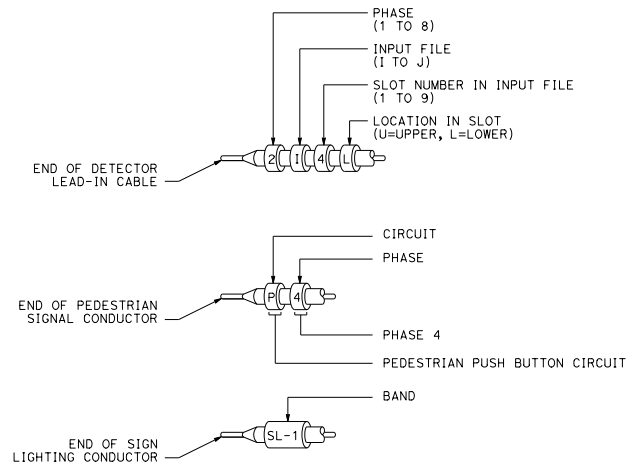 PHASE
(1 TO 8)
INPUT FILE
(I TO J)
SLOT NUMBER IN INPUT FILE
(1 TO 9)
LOCATION IN SLOT
(U=UPPER, L=LOWER)
2 I 4 L
END OF DETECTOR
LEAD-IN CABLE
CIRCUIT
PHASE
P 4
END OF PEDESTRIAN
SIGNAL CONDUCTOR
PHASE 4
PEDESTRIAN PUSH BUTTON CIRCUIT
BAND
SL-1
END OF SIGN
LIGHTING CONDUCTOR